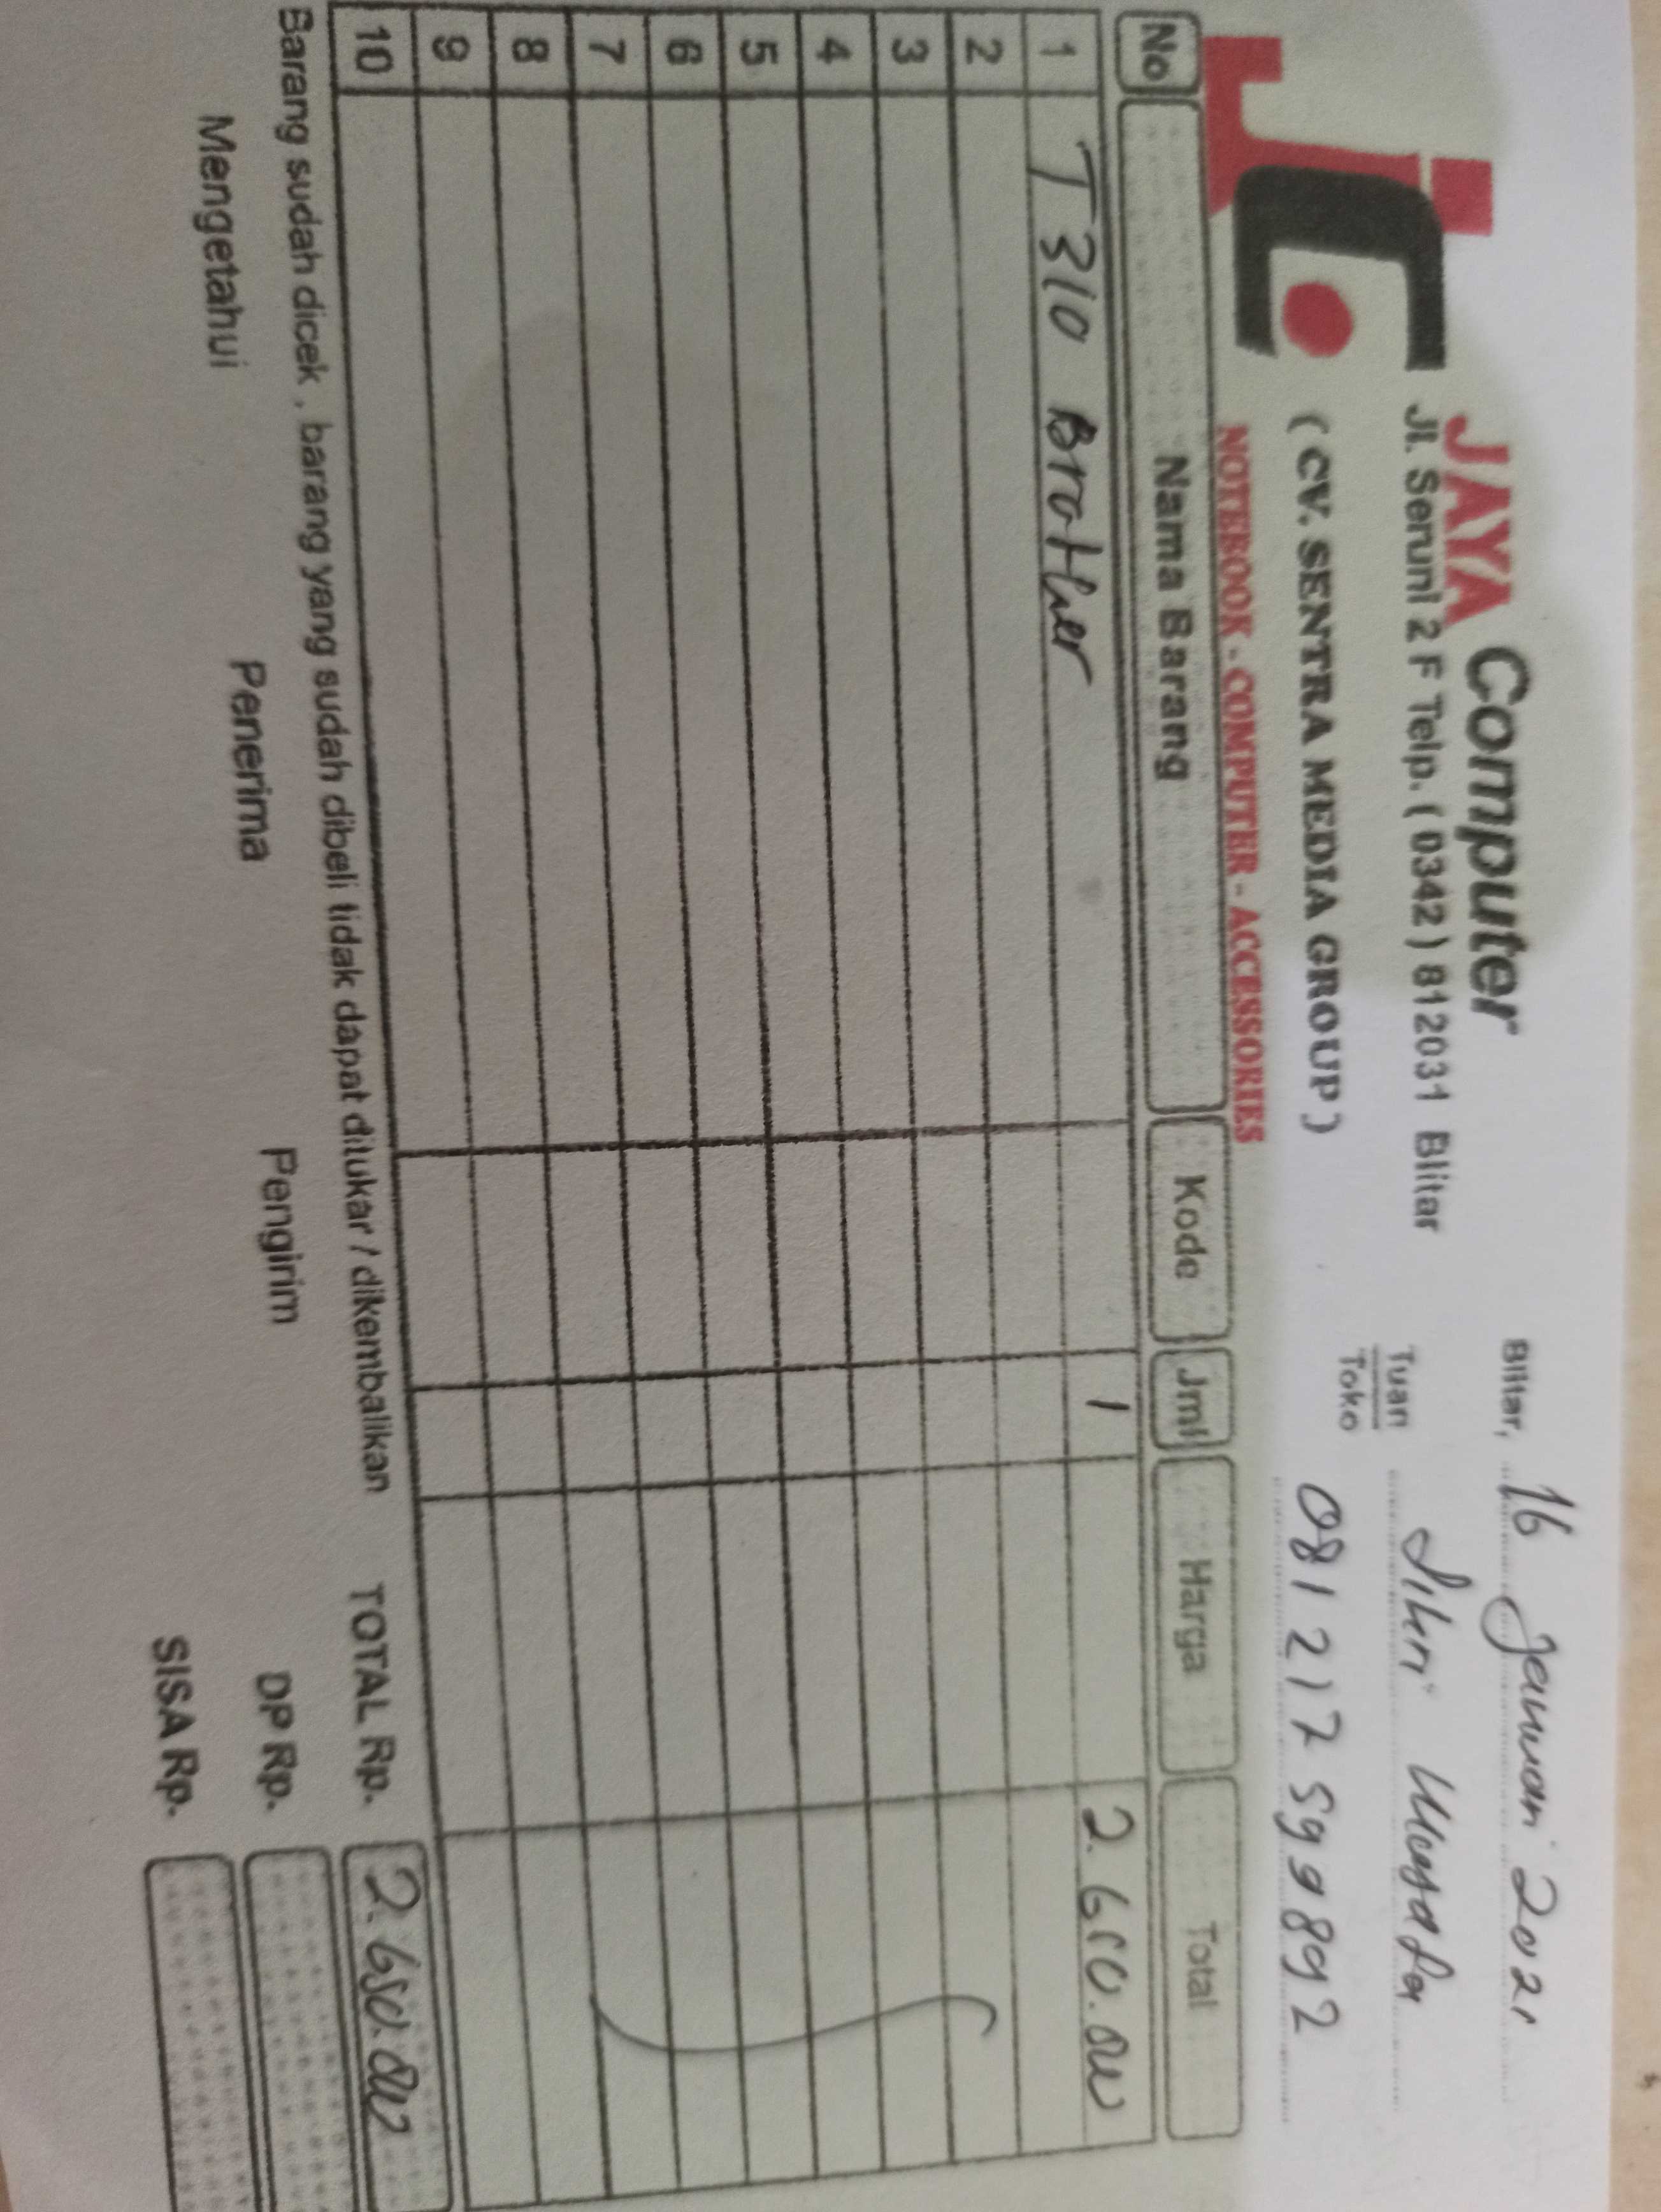 JC JAYA Computer
Jl. Seruni 2 F Telp. ( 0342 ) 812031 Blitar
( CV. SENTRA MEDIA GROUP )
NOTEBOOK - COMPUTER - ACCESSORIES
Blitar, 16 Januari 2021
Tuan
Toko
081217599892
No Nama Barang Kode Jml Harga Total
1 T310 Brother 1 2.650.000
2
3
4
5
6
7
8
9
10
Barang sudah dicek , barang yang sudah dibeli tidak dapat ditukar / dikembalikan
TOTAL Rp. 2.650.000
Mengetahui Penerima Pengirim
DP Rp.
SISA Rp.